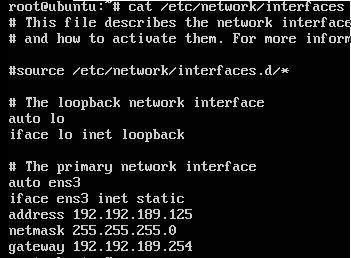 root@ubuntu:~# cat /etc/network/interfaces
# This file describes the network interface
# and how to activate them. For more inform
#source /etc/network/interfaces.d/*
# The loopback network interface
auto lo
iface lo inet loopback
# The primary network interface
auto ens3
iface ens3 inet static
address 192.192.189.125
netmask 255.255.255.0
gateway 192.192.189.254